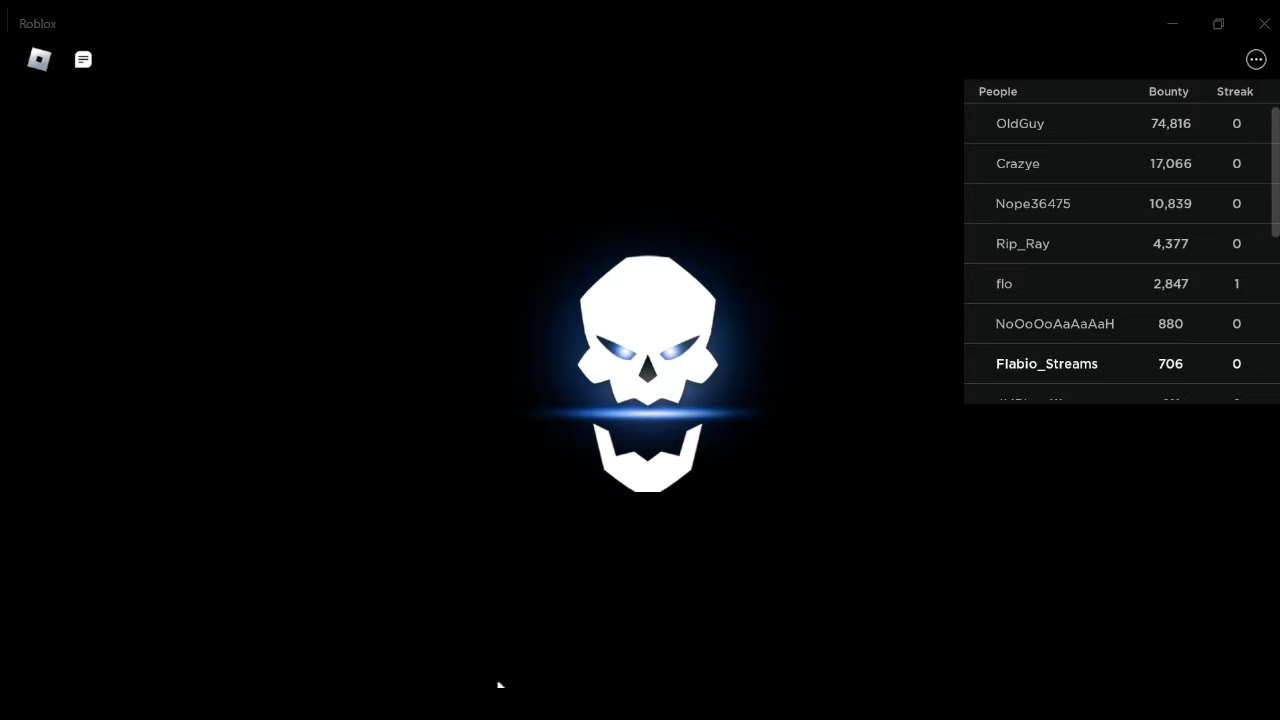 Roblox
People Bounty Streak
OldGuy 74,816 0
Crazye 17,066 0
Nope36475 10,839 0
Rip_Ray 4,377 0
flo 2,847 1
NoOoOoAaAaAaH 880 0
Flabio_Streams 706 0